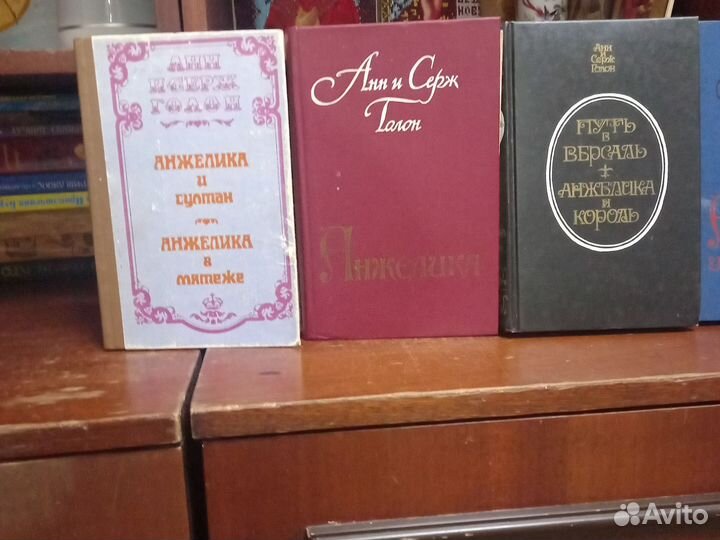 АНН
И СЕРЖ
ГОЛОН
АНЖЕЛИКА
и
султан
АНЖЕЛИКА
в
мятеже
Анн и Серж
Голон
Анжелика
Анн
и
Серж
Голон
ПУТЬ
в
ВЕРСАЛЬ
АНЖЕЛИКА
и
КОРОЛЬ
Avito